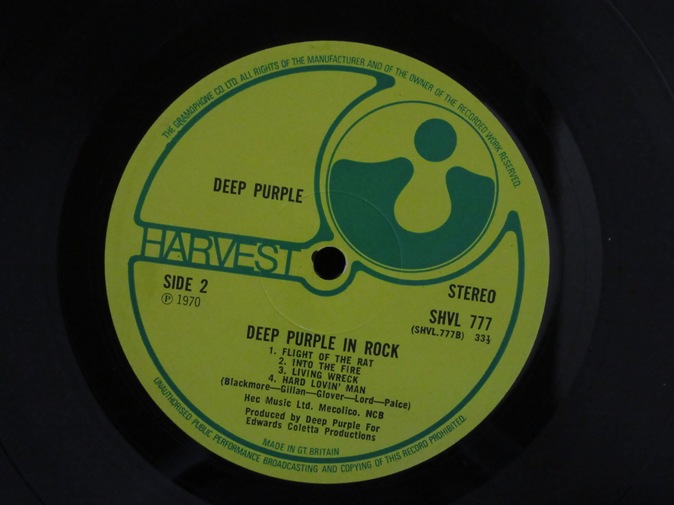 THE GRAMOPHONE CO LTD. ALL RIGHTS OF THE MANUFACTURER AND OF THE OWNER OF THE RECORDED WORK RESERVED.
DEEP PURPLE
HARVEST
SIDE 2
Ⓟ 1970
STEREO
SHVL 777
(SHVL.777B) 33⅓
DEEP PURPLE IN ROCK
1. FLIGHT OF THE RAT
2. INTO THE FIRE
3. LIVING WRECK
4. HARD LOVIN' MAN
(Blackmore—Gillan—Glover—Lord—Paice)
Hec Music Ltd. Mecolico. NCB
Produced by Deep Purple For
Edwards Coletta Productions
MADE IN GT. BRITAIN
UNAUTHORISED PUBLIC PERFORMANCE BROADCASTING AND COPYING OF THIS RECORD PROHIBITED.